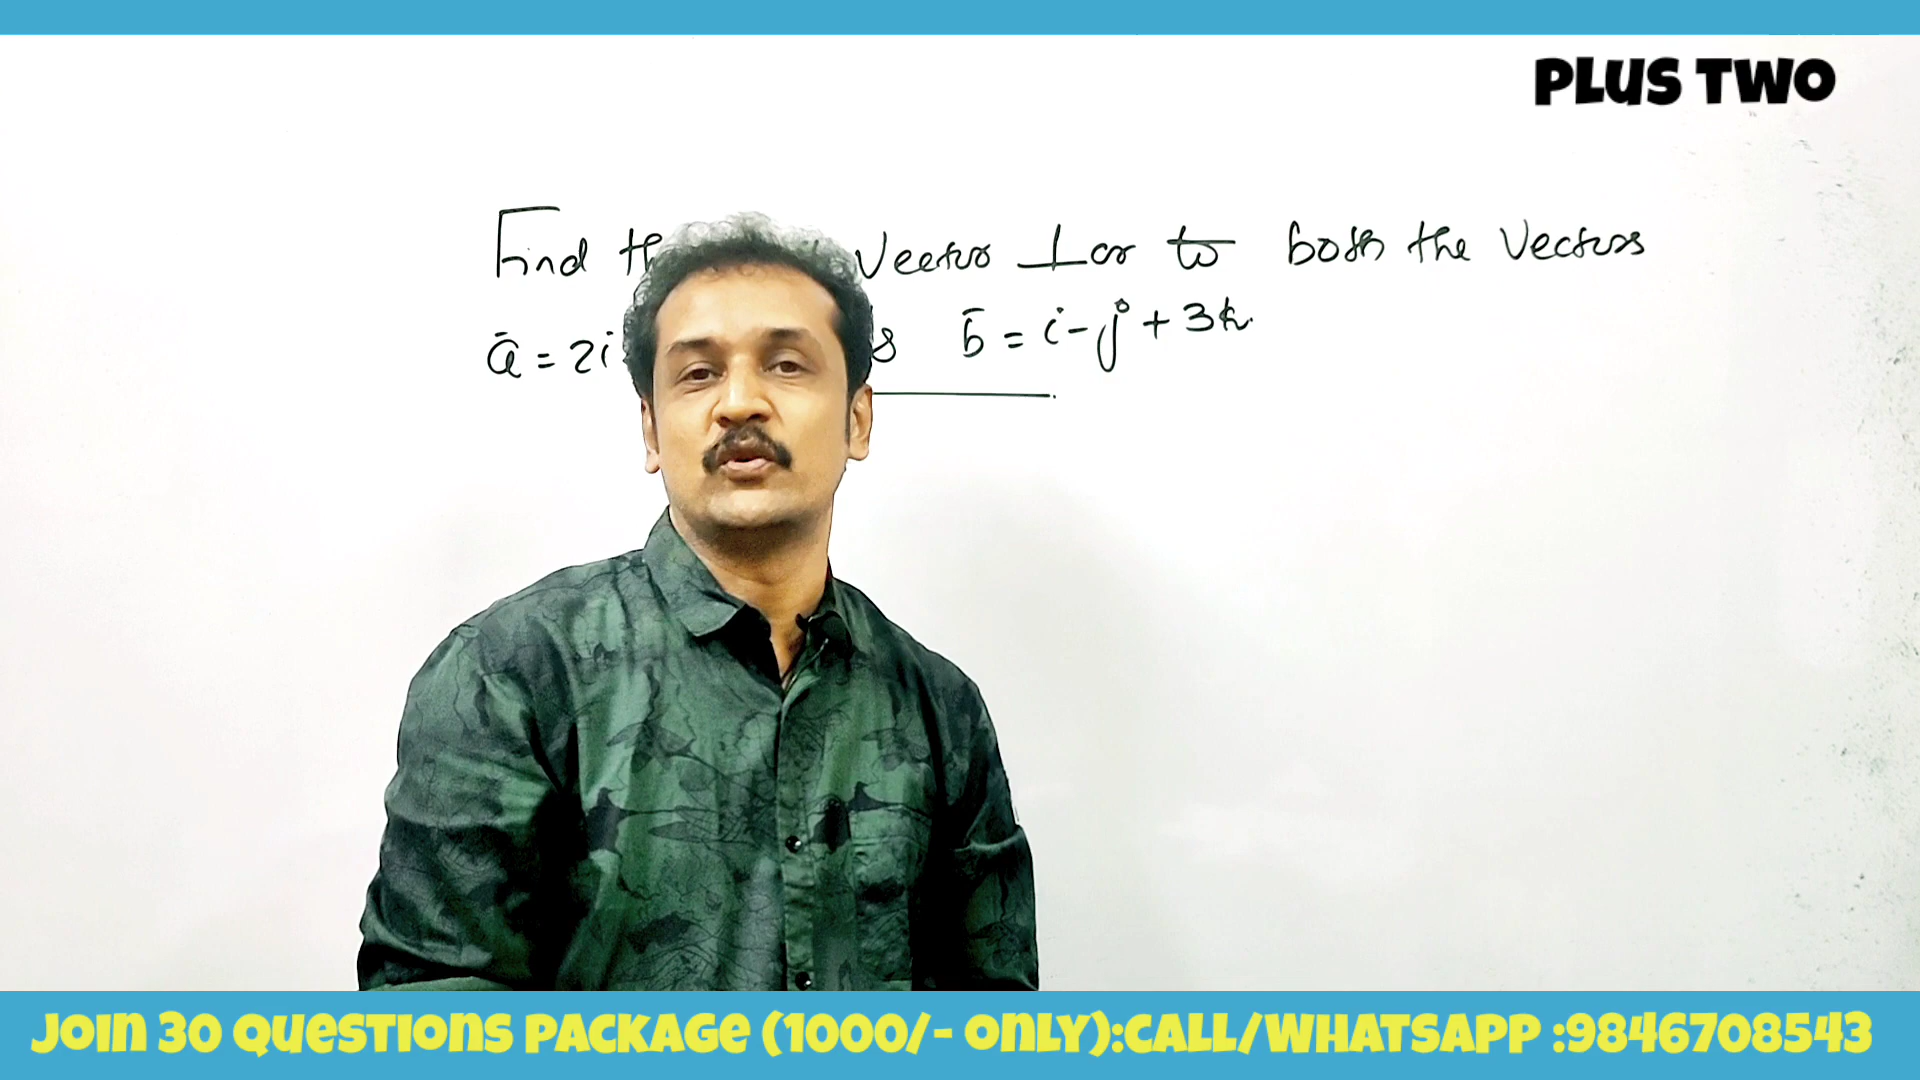 PLUS TWO
Find Vector ⊥or to both the Vectors
ā = 2i & b̄ = i - j + 3k.
JOIN 30 QUESTIONS PACKAGE (1000/- ONLY):CALL/WHATSAPP :9846708543